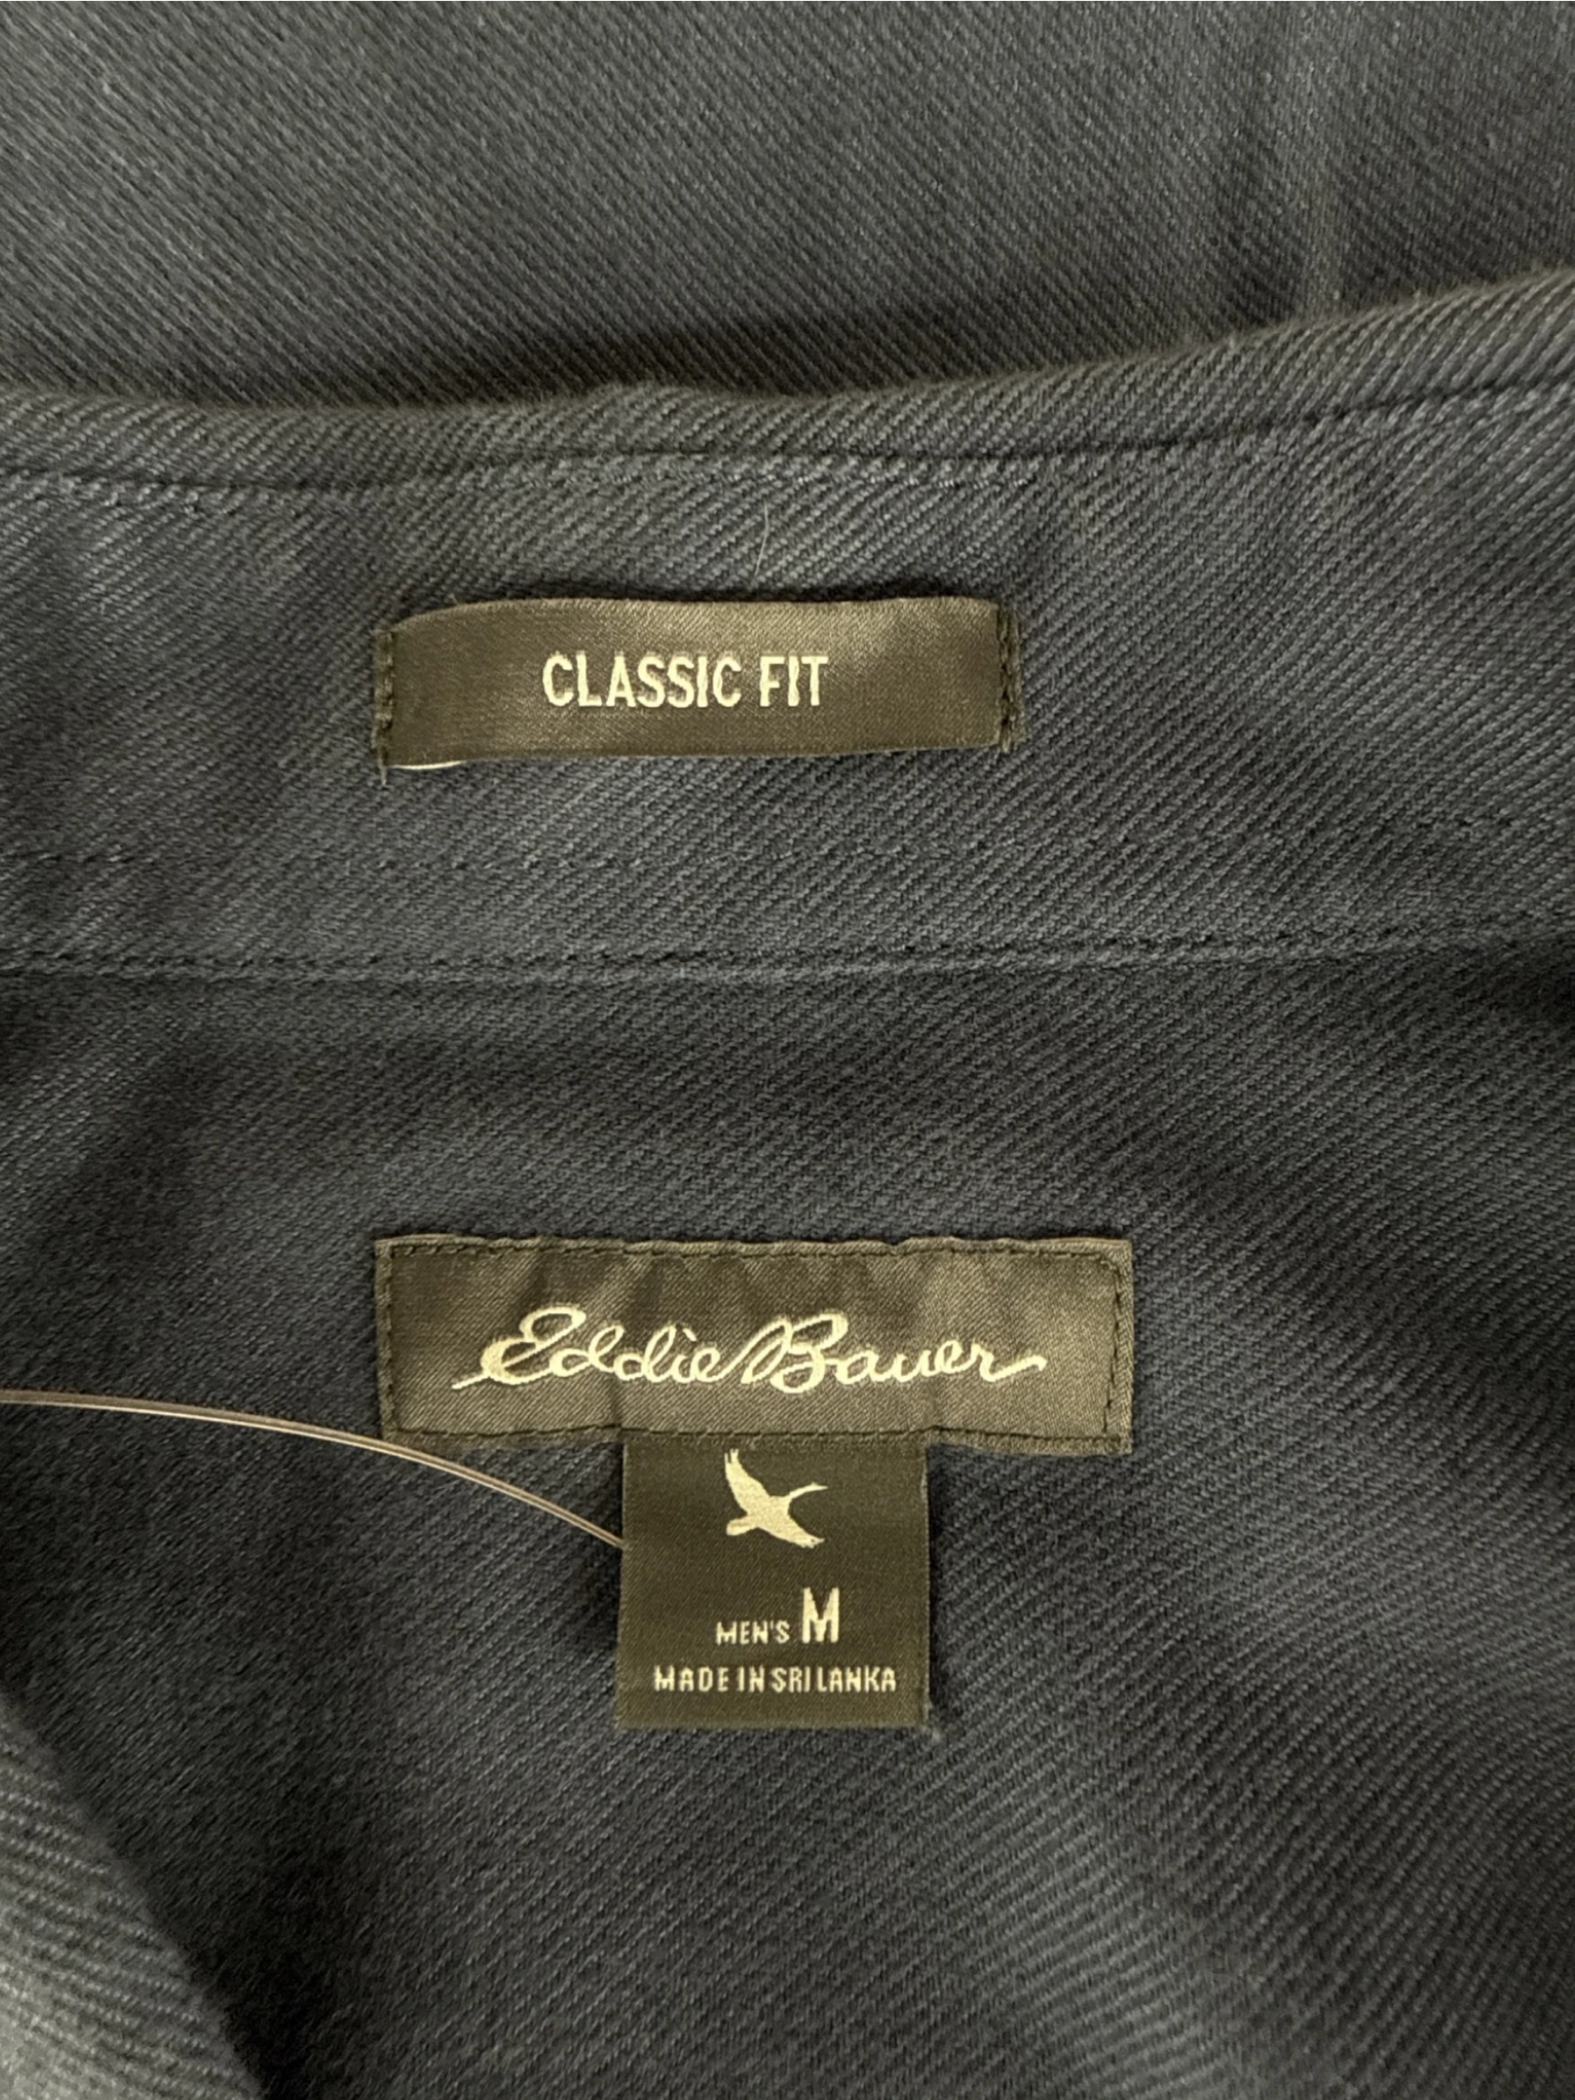 CLASSIC FIT
Eddie Bauer
MEN'S M
MADE IN SRI LANKA